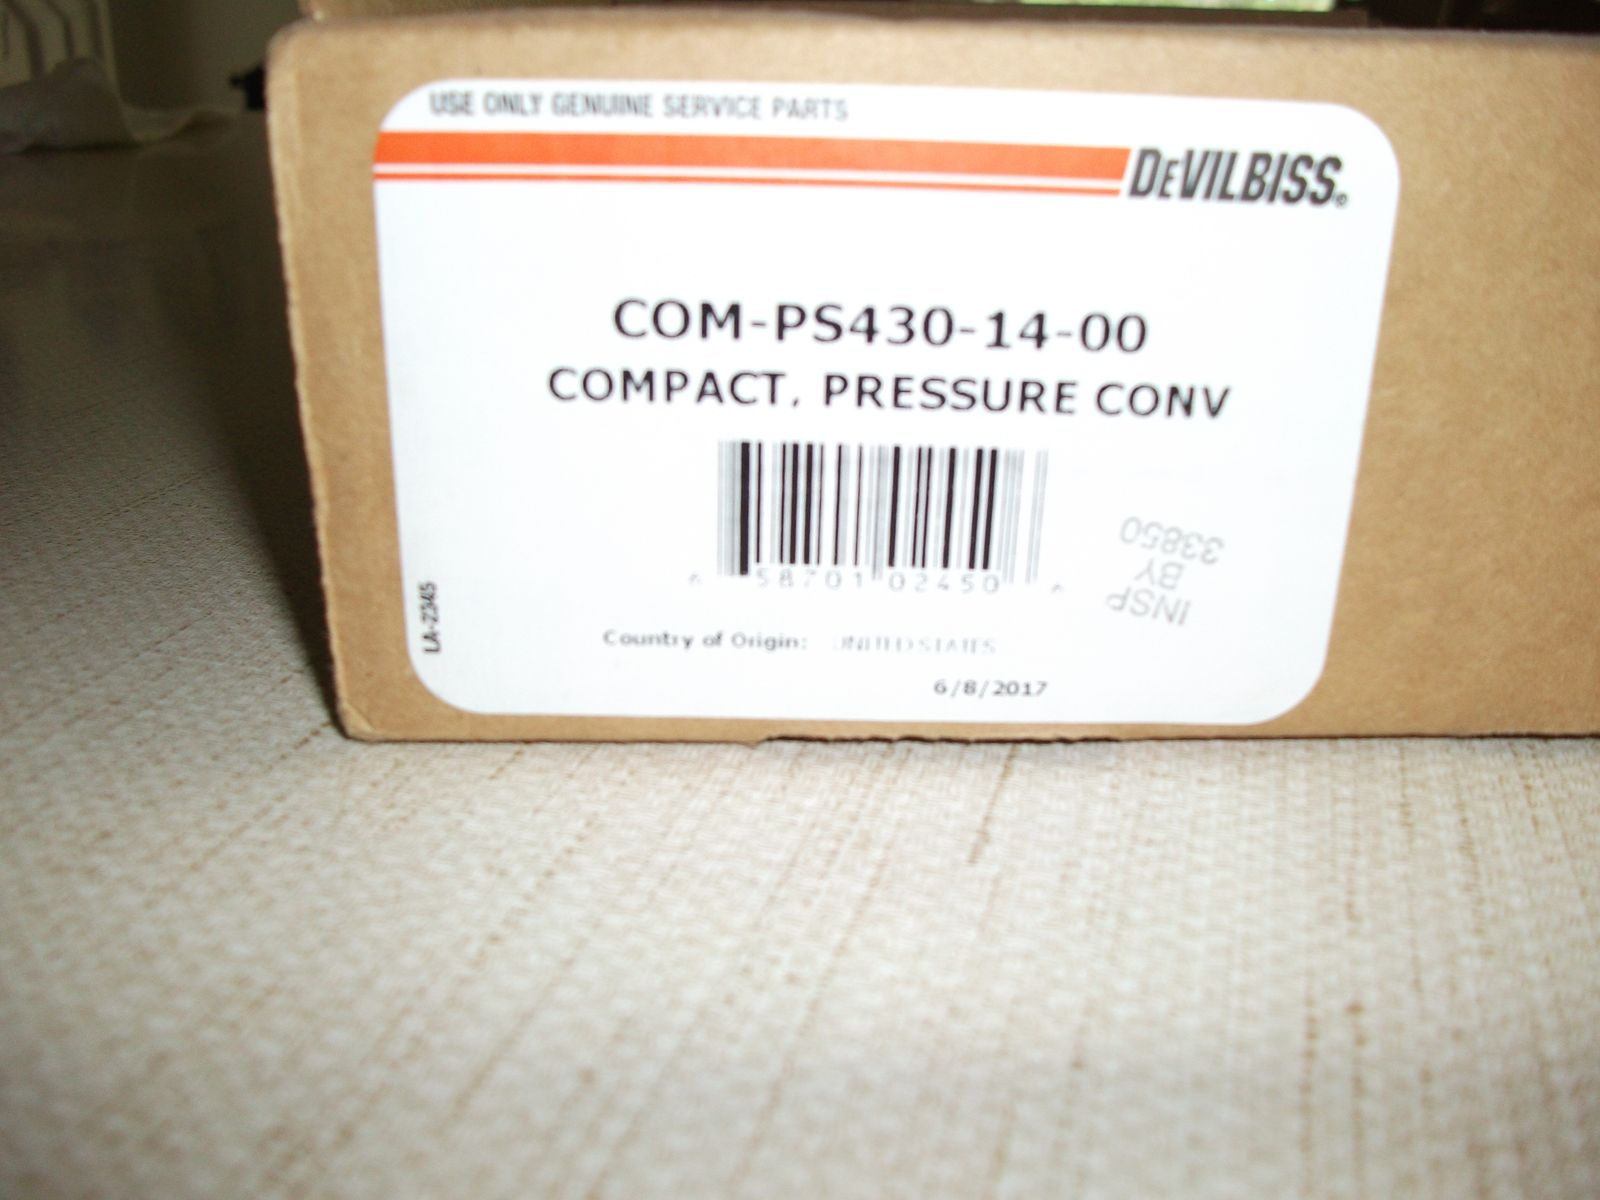 USE ONLY GENUINE SERVICE PARTS
DEVILBISS®
COM-PS430-14-00
COMPACT, PRESSURE CONV
6 58701 02450
INSP
BY
33850
LA-2345
Country of Origin: UNITED STATES
6/8/2017